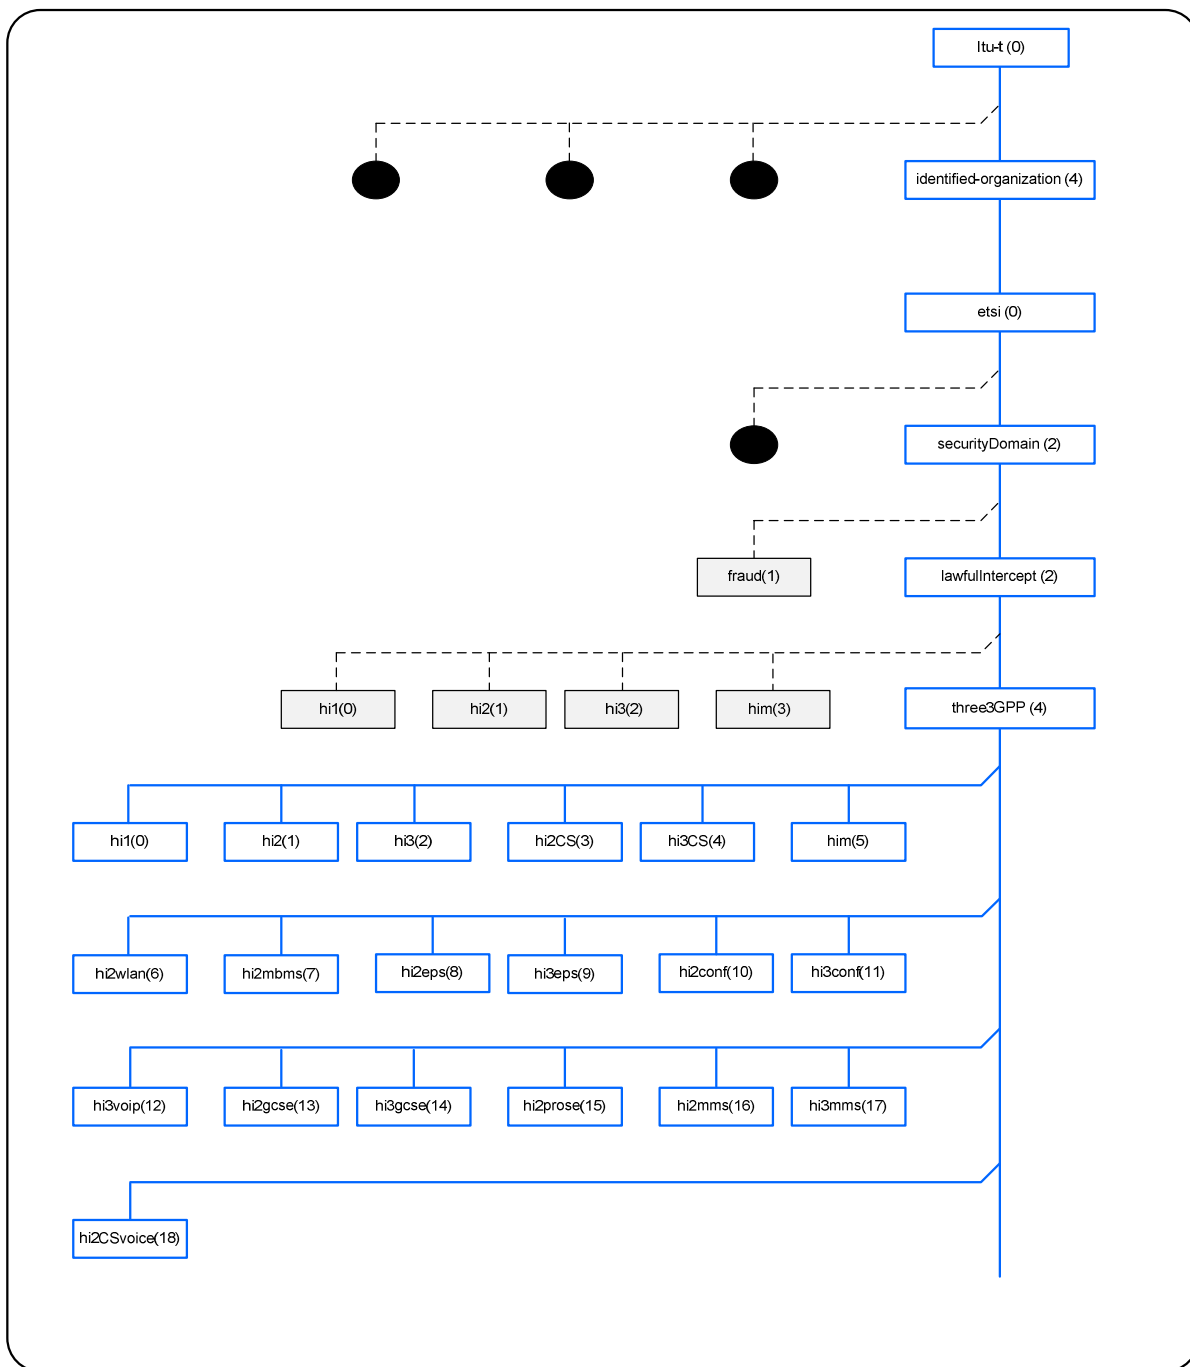 Itu-t (0)
identified-organization (4)
etsi (0)
securityDomain (2)
fraud(1)
lawfulIntercept (2)
hi1(0)
hi2(1)
hi3(2)
him(3)
three3GPP (4)
hi1(0)
hi2(1)
hi3(2)
hi2CS(3)
hi3CS(4)
him(5)
hi2wlan(6)
hi2mbms(7)
hi2eps(8)
hi3eps(9)
hi2conf(10)
hi3conf(11)
hi3voip(12)
hi2gcse(13)
hi3gcse(14)
hi2prose(15)
hi2mms(16)
hi3mms(17)
hi2CSvoice(18)